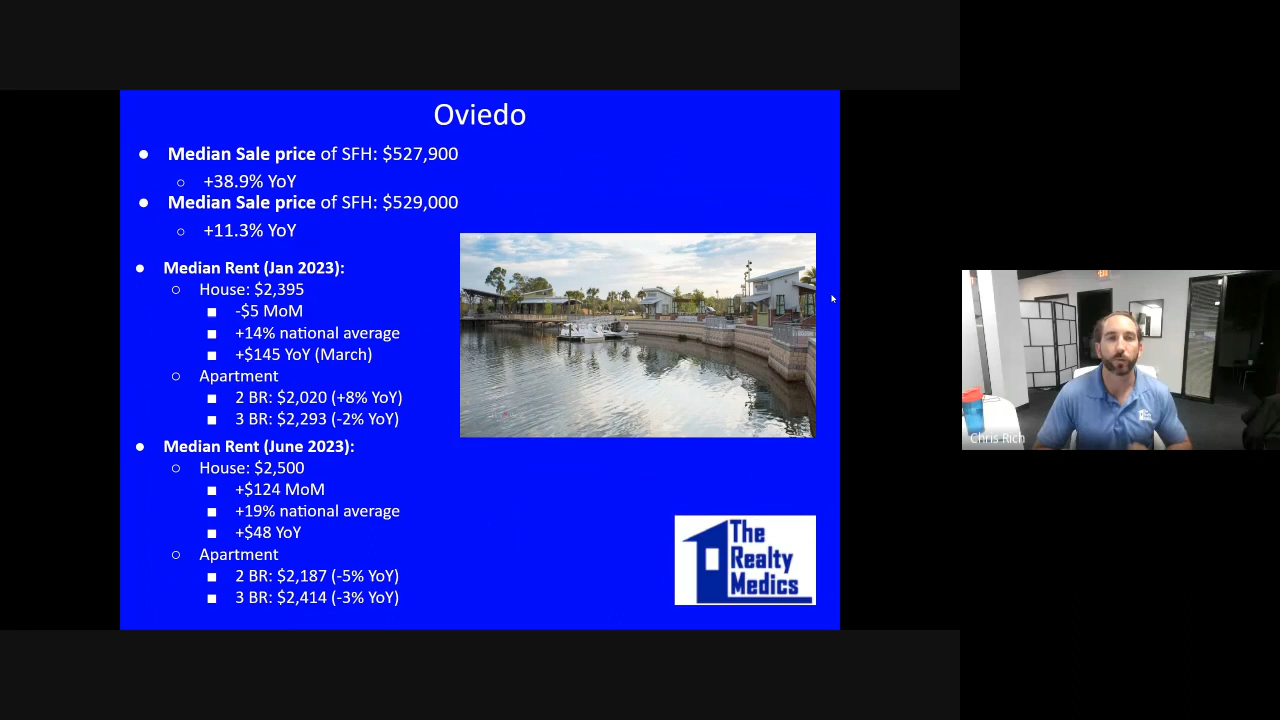 Oviedo
● Median Sale price of SFH: $527,900
○ +38.9% YoY
● Median Sale price of SFH: $529,000
○ +11.3% YoY
● Median Rent (Jan 2023):
○ House: $2,395
■ -$5 MoM
■ +14% national average
■ +$145 YoY (March)
○ Apartment
■ 2 BR: $2,020 (+8% YoY)
■ 3 BR: $2,293 (-2% YoY)
● Median Rent (June 2023):
○ House: $2,500
■ +$124 MoM
■ +19% national average
■ +$48 YoY
○ Apartment
■ 2 BR: $2,187 (-5% YoY)
■ 3 BR: $2,414 (-3% YoY)
The
Realty
Medics
Chris Rich